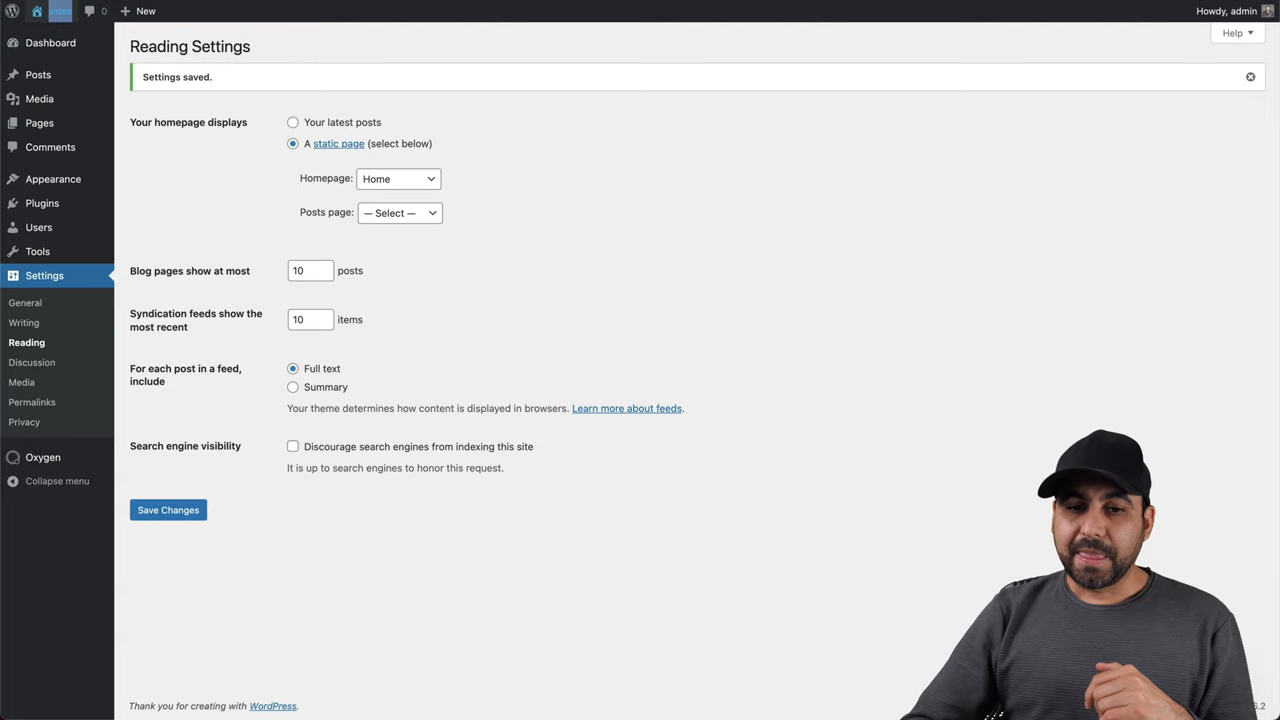 video 0 New Howdy, admin
Help
Dashboard
Posts
Media
Pages
Comments
Appearance
Plugins
Users
Tools
Settings
General
Writing
Reading
Discussion
Media
Permalinks
Privacy
Oxygen
Collapse menu
Reading Settings
Settings saved.
Your homepage displays
Your latest posts
A static page (select below)
Homepage: Home
Posts page: — Select —
Blog pages show at most 10 posts
Syndication feeds show the
most recent
10 items
For each post in a feed,
include
Full text
Summary
Your theme determines how content is displayed in browsers. Learn more about feeds.
Search engine visibility
Discourage search engines from indexing this site
It is up to search engines to honor this request.
Save Changes
Thank you for creating with WordPress.